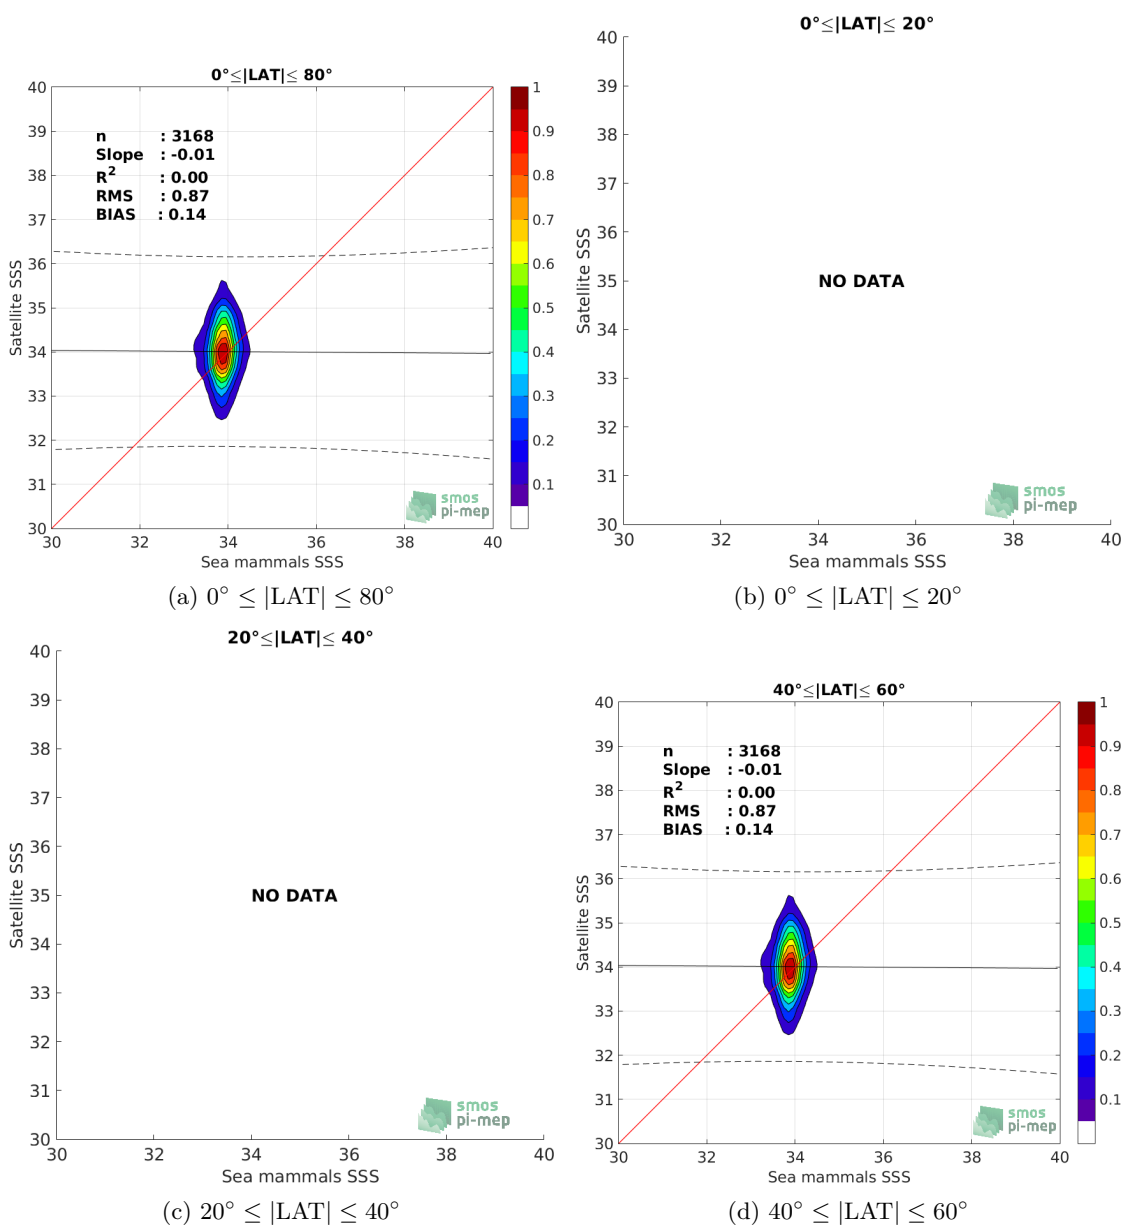 0°≤|LAT|≤ 80°
40
39
38
37
36
35
34
33
32
31
30
Satellite SSS
n : 3168
Slope : -0.01
R² : 0.00
RMS : 0.87
BIAS : 0.14
1
0.9
0.8
0.7
0.6
0.5
0.4
0.3
0.2
0.1
smos
pi-mep
30 32 34 36 38 40
Sea mammals SSS
(a) 0° ≤ |LAT| ≤ 80°
0°≤|LAT|≤ 20°
40
39
38
37
36
35
34
33
32
31
30
Satellite SSS
NO DATA
smos
pi-mep
30 32 34 36 38 40
Sea mammals SSS
(b) 0° ≤ |LAT| ≤ 20°
20°≤|LAT|≤ 40°
40
39
38
37
36
35
34
33
32
31
30
Satellite SSS
NO DATA
smos
pi-mep
30 32 34 36 38 40
Sea mammals SSS
(c) 20° ≤ |LAT| ≤ 40°
40°≤|LAT|≤ 60°
40
39
38
37
36
35
34
33
32
31
30
Satellite SSS
n : 3168
Slope : -0.01
R² : 0.00
RMS : 0.87
BIAS : 0.14
1
0.9
0.8
0.7
0.6
0.5
0.4
0.3
0.2
0.1
smos
pi-mep
30 32 34 36 38 40
Sea mammals SSS
(d) 40° ≤ |LAT| ≤ 60°